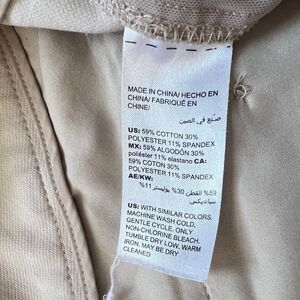 MADE IN CHINA/ HECHO EN
CHINA/ FABRIQUÉ EN
CHINE/
صنع في الصين
US: 59% COTTON 30%
POLYESTER 11% SPANDEX
MX: 59% ALGODÓN 30%
poliéster 11% elastano CA:
59% COTTON 30%
POLYESTER 11% SPANDEX
AE/KW:
59% القطن 30% بوليستر 11%
سباندیكس
US: WITH SIMILAR COLORS.
MACHINE WASH COLD,
GENTLE CYCLE. ONLY
NON-CHLORINE BLEACH.
TUMBLE DRY LOW. WARM
IRON, MAY BE DRY
CLEANED